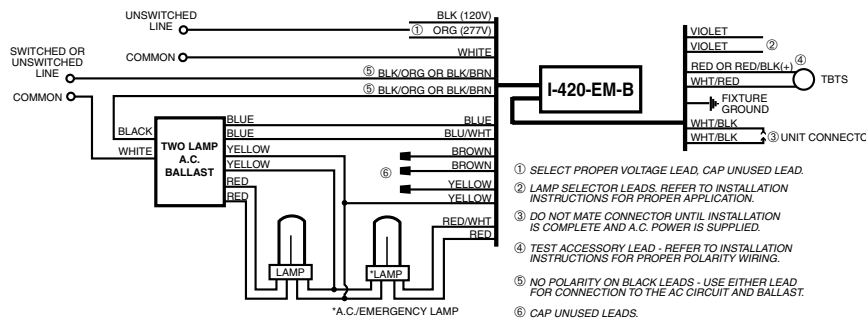 UNSWITCHED
LINE
① BLK (120V)
ORG (277V)
COMMON
WHITE
SWITCHED OR
UNSWITCHED
LINE
⑤ BLK/ORG OR BLK/BRN
COMMON
⑤ BLK/ORG OR BLK/BRN
BLACK
WHITE
TWO LAMP
A.C.
BALLAST
BLUE
BLUE
YELLOW
YELLOW
RED
RED
BLUE
BLU/WHT
BROWN
BROWN
⑥
YELLOW
YELLOW
RED/WHT
RED
LAMP
*LAMP
*A.C./EMERGENCY LAMP
I-420-EM-B
VIOLET
VIOLET
②
RED OR RED/BLK(+)
④
TBTS
WHT/RED
FIXTURE
GROUND
WHT/BLK
WHT/BLK
③ UNIT CONNECTO
① SELECT PROPER VOLTAGE LEAD, CAP UNUSED LEAD.
② LAMP SELECTOR LEADS. REFER TO INSTALLATION
INSTRUCTIONS FOR PROPER APPLICATION.
③ DO NOT MATE CONNECTOR UNTIL INSTALLATION
IS COMPLETE AND A.C. POWER IS SUPPLIED.
④ TEST ACCESSORY LEAD - REFER TO INSTALLATION
INSTRUCTIONS FOR PROPER POLARITY WIRING.
⑤ NO POLARITY ON BLACK LEADS - USE EITHER LEAD
FOR CONNECTION TO THE AC CIRCUIT AND BALLAST.
⑥ CAP UNUSED LEADS.